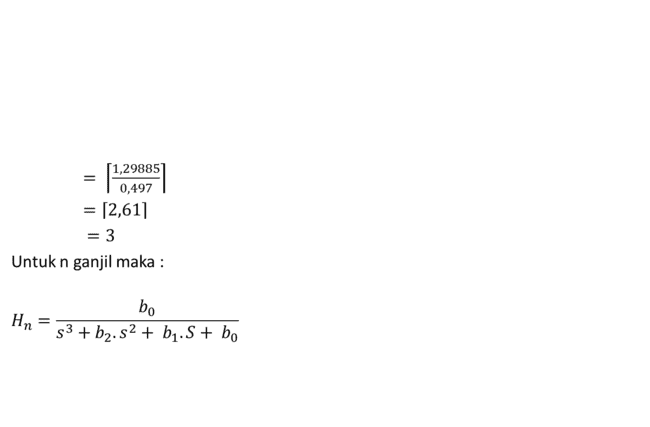 = ⌈1,29885/0,497⌉
= ⌈2,61⌉
= 3
Untuk n ganjil maka :
Hₙ = b₀ / (s³ + b₂. s² + b₁. S + b₀)